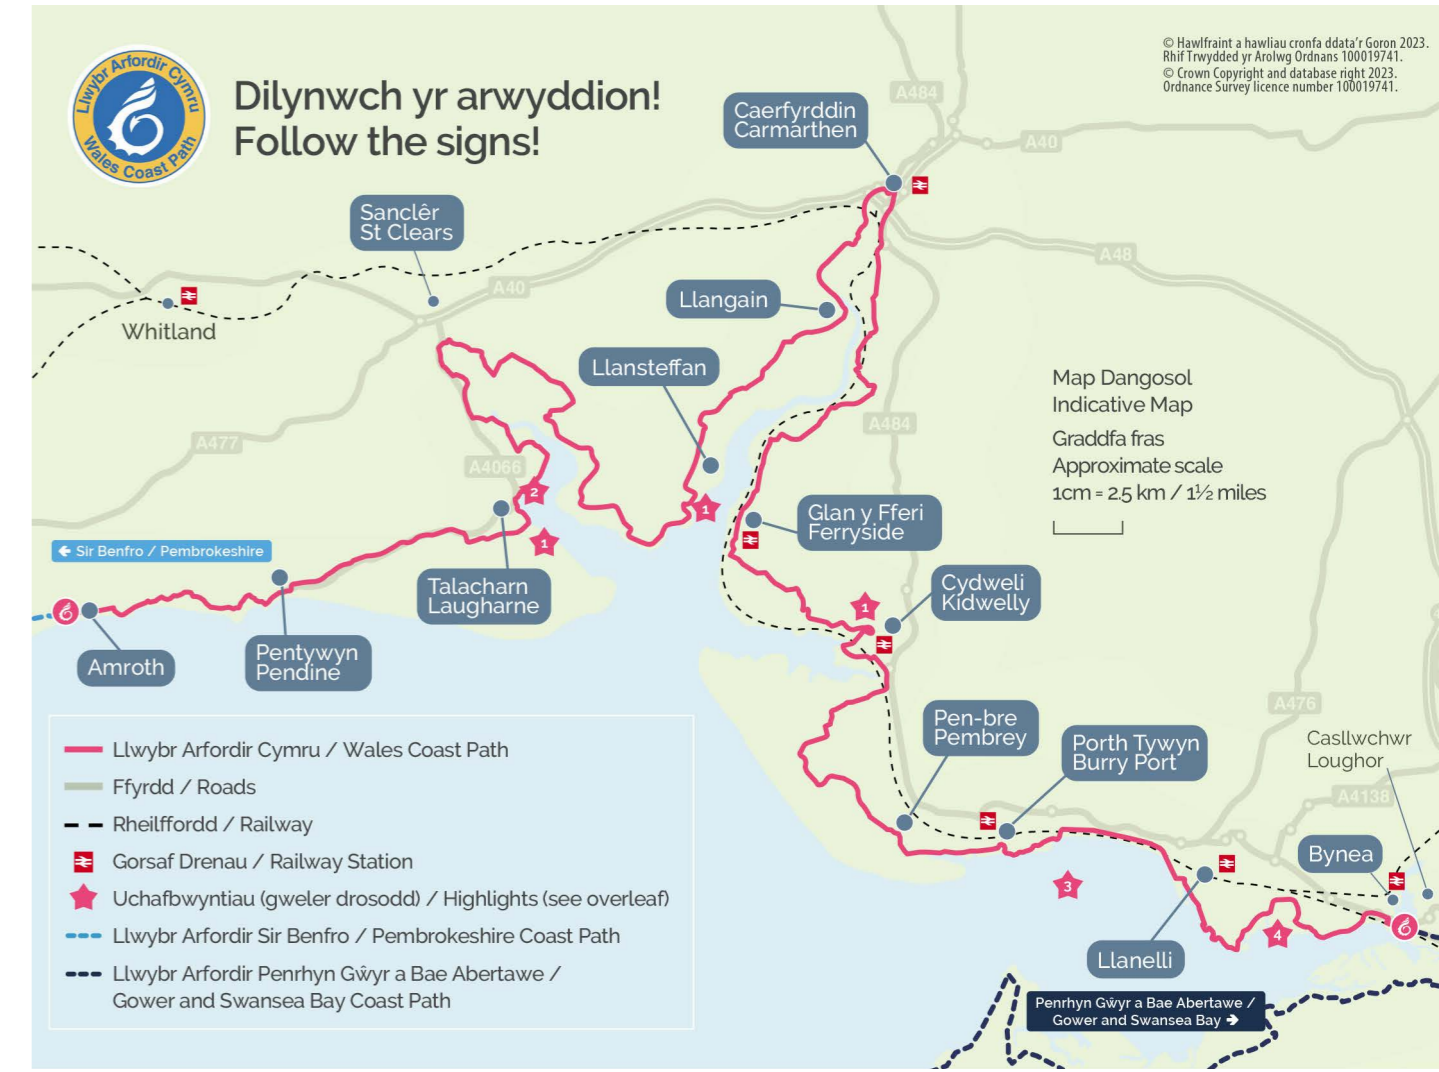 Llwybr Arfordir Cymru
Wales Coast Path
Dilynwch yr arwyddion!
Follow the signs!
© Hawlfraint a hawliau cronfa ddata'r Goron 2023.
Rhif Trwydded yr Arolwg Ordnans 100019741.
© Crown Copyright and database right 2023.
Ordnance Survey licence number 100019741.
A484
Caerfyrddin
Carmarthen
A40
Sanclêr
St Clears
A48
A40
Llangain
Whitland
Llansteffan
Map Dangosol
Indicative Map
Graddfa fras
Approximate scale
1cm = 2.5 km / 1½ miles
A484
A477
A4066
2
1
1
Glan y Fferi
Ferryside
← Sir Benfro / Pembrokeshire
Talacharn
Laugharne
Cydweli
Kidwelly
1
Amroth
Pentywyn
Pendine
A476
Pen-bre
Pembrey
Porth Tywyn
Burry Port
Casllwchwr
Loughor
A4138
Bynea
3
4
Llanelli
Penrhyn Gŵyr a Bae Abertawe /
Gower and Swansea Bay →
Llwybr Arfordir Cymru / Wales Coast Path
Ffyrdd / Roads
Rheilffordd / Railway
Gorsaf Drenau / Railway Station
Uchafbwyntiau (gweler drosodd) / Highlights (see overleaf)
Llwybr Arfordir Sir Benfro / Pembrokeshire Coast Path
Llwybr Arfordir Penrhyn Gŵyr a Bae Abertawe /
Gower and Swansea Bay Coast Path